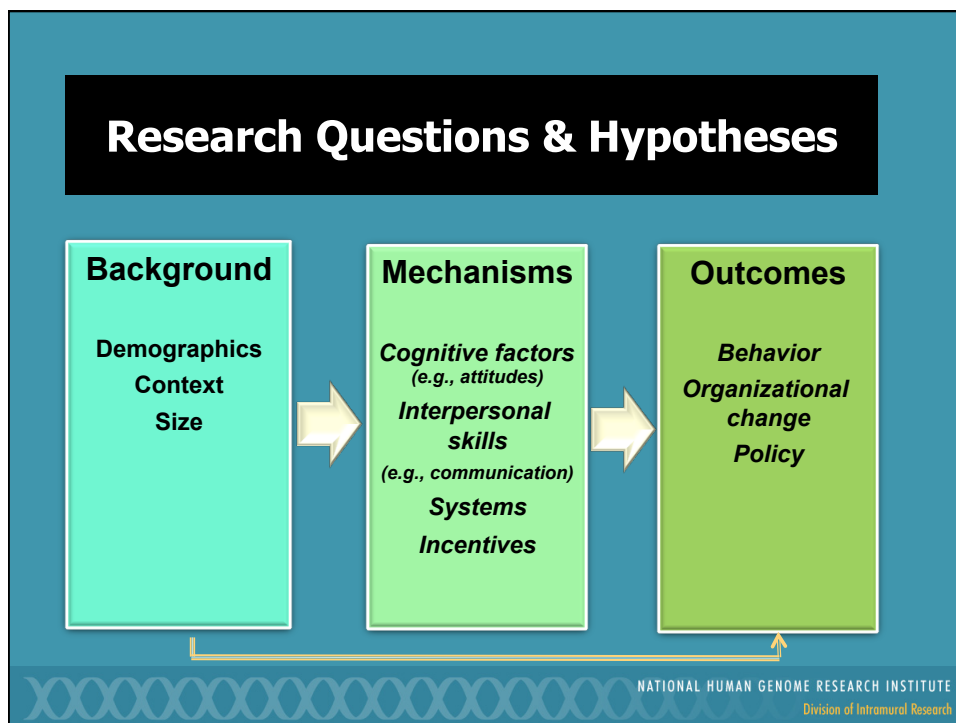 Research Questions & Hypotheses
Background
Demographics
Context
Size
Mechanisms
Cognitive factors
(e.g., attitudes)
Interpersonal
skills
(e.g., communication)
Systems
Incentives
Outcomes
Behavior
Organizational
change
Policy
NATIONAL HUMAN GENOME RESEARCH INSTITUTE
Division of Intramural Research